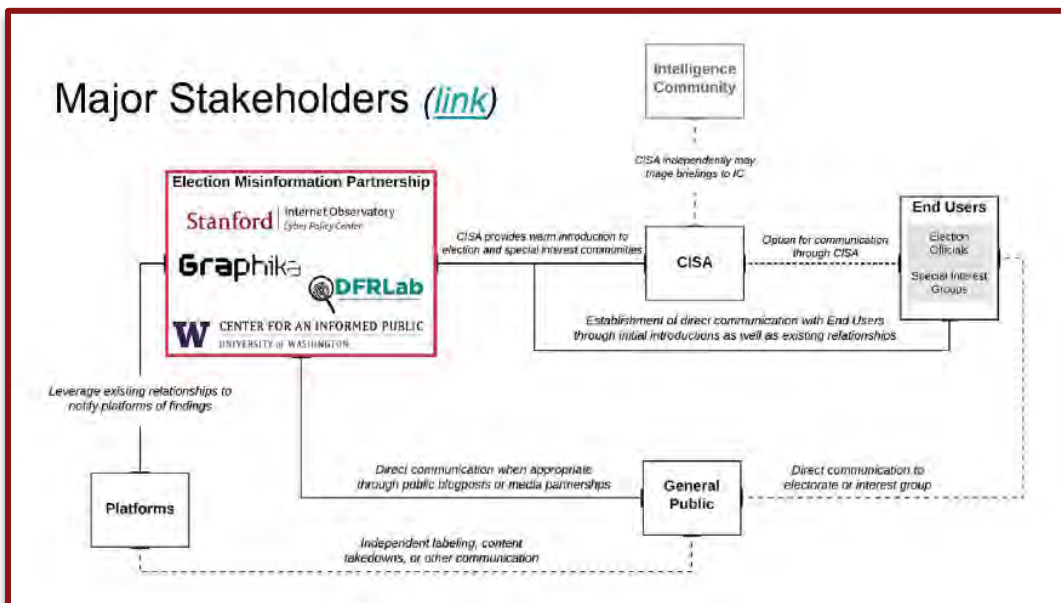 Major Stakeholders (link)
Intelligence
Community
CISA independently may
triage briefings to IC
Election Misinformation Partnership
Stanford
Internet Observatory
Cyber Policy Center
Graphika
DFRLab
W
CENTER FOR AN INFORMED PUBLIC
UNIVERSITY of WASHINGTON
CISA provides warm introduction to
election and special interest communities
CISA
Option for communication
through CISA
End Users
Election
Officials
Special Interest
Groups
Establishment of direct communication with End Users
through initial introductions as well as existing relationships
Leverage existing relationships to
notify platforms of findings
Platforms
Direct communication when appropriate
through public blogposts or media partnerships
General
Public
Direct communication to
electorate or interest group
Independent labeling, content
takedowns, or other communication